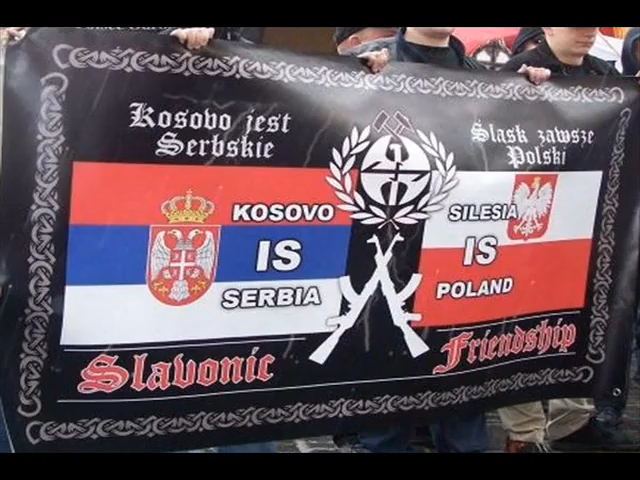 Kosovo jest
Serbskie
Śląsk zawsze
Polski
KOSOVO
IS
SERBIA
SILESIA
IS
POLAND
Slavonic
Friendship